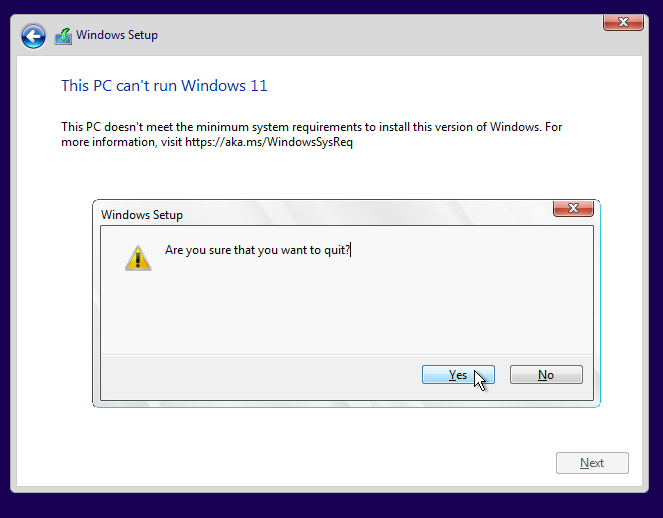 Windows Setup
This PC can't run Windows 11
This PC doesn't meet the minimum system requirements to install this version of Windows. For
more information, visit https://aka.ms/WindowsSysReq
Windows Setup
Are you sure that you want to quit?
Yes
No
Next